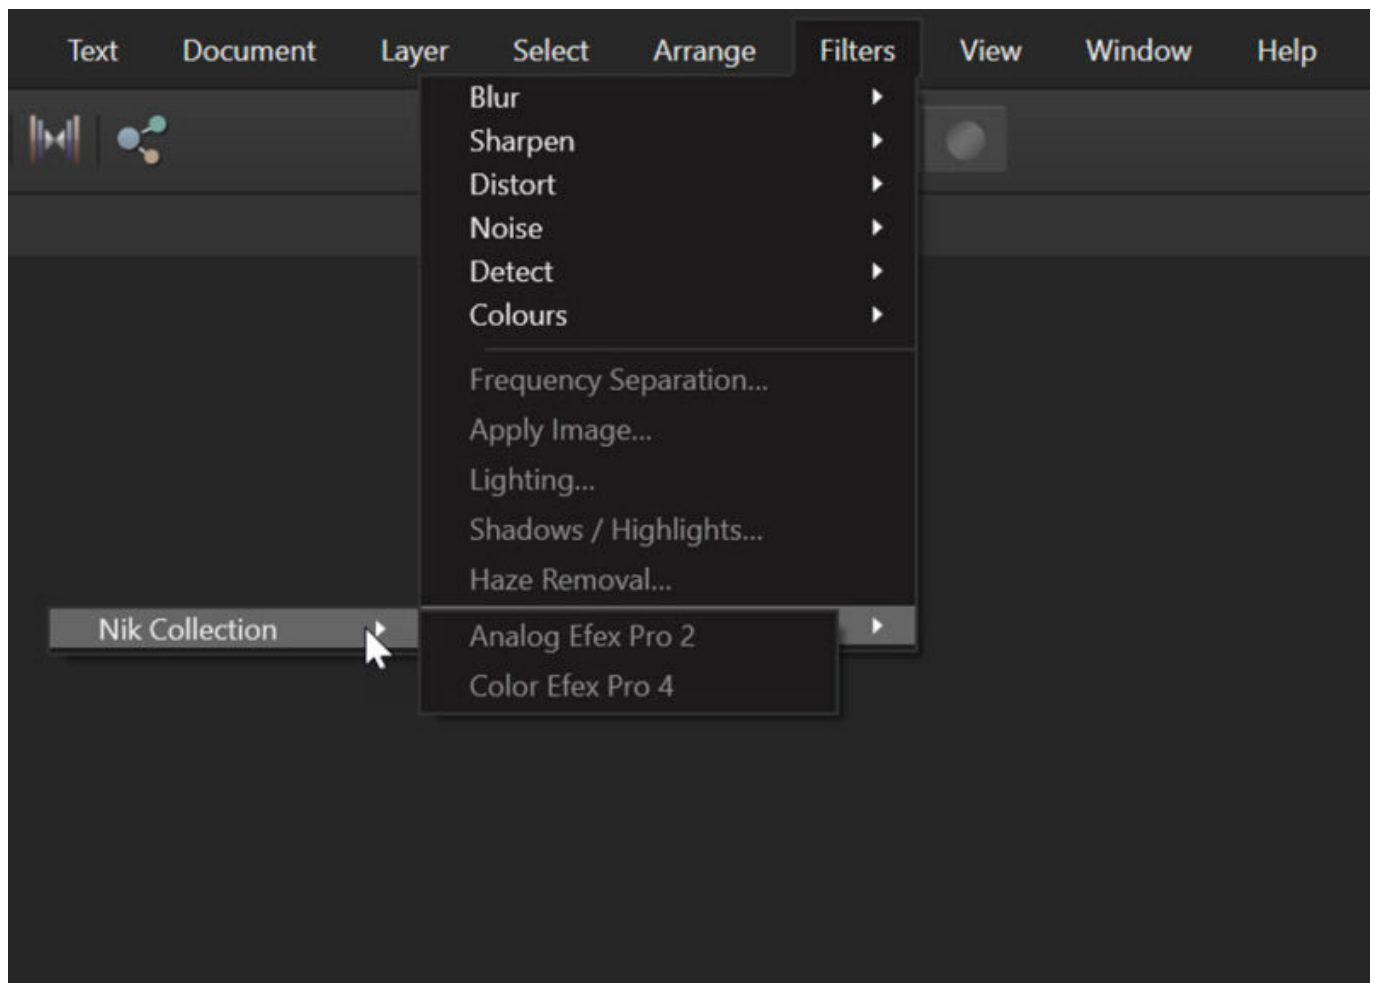 Text Document Layer Select Arrange Filters View Window Help
Blur
Sharpen
Distort
Noise
Detect
Colours
Frequency Separation...
Apply Image...
Lighting...
Shadows / Highlights...
Haze Removal...
Nik Collection
Analog Efex Pro 2
Color Efex Pro 4